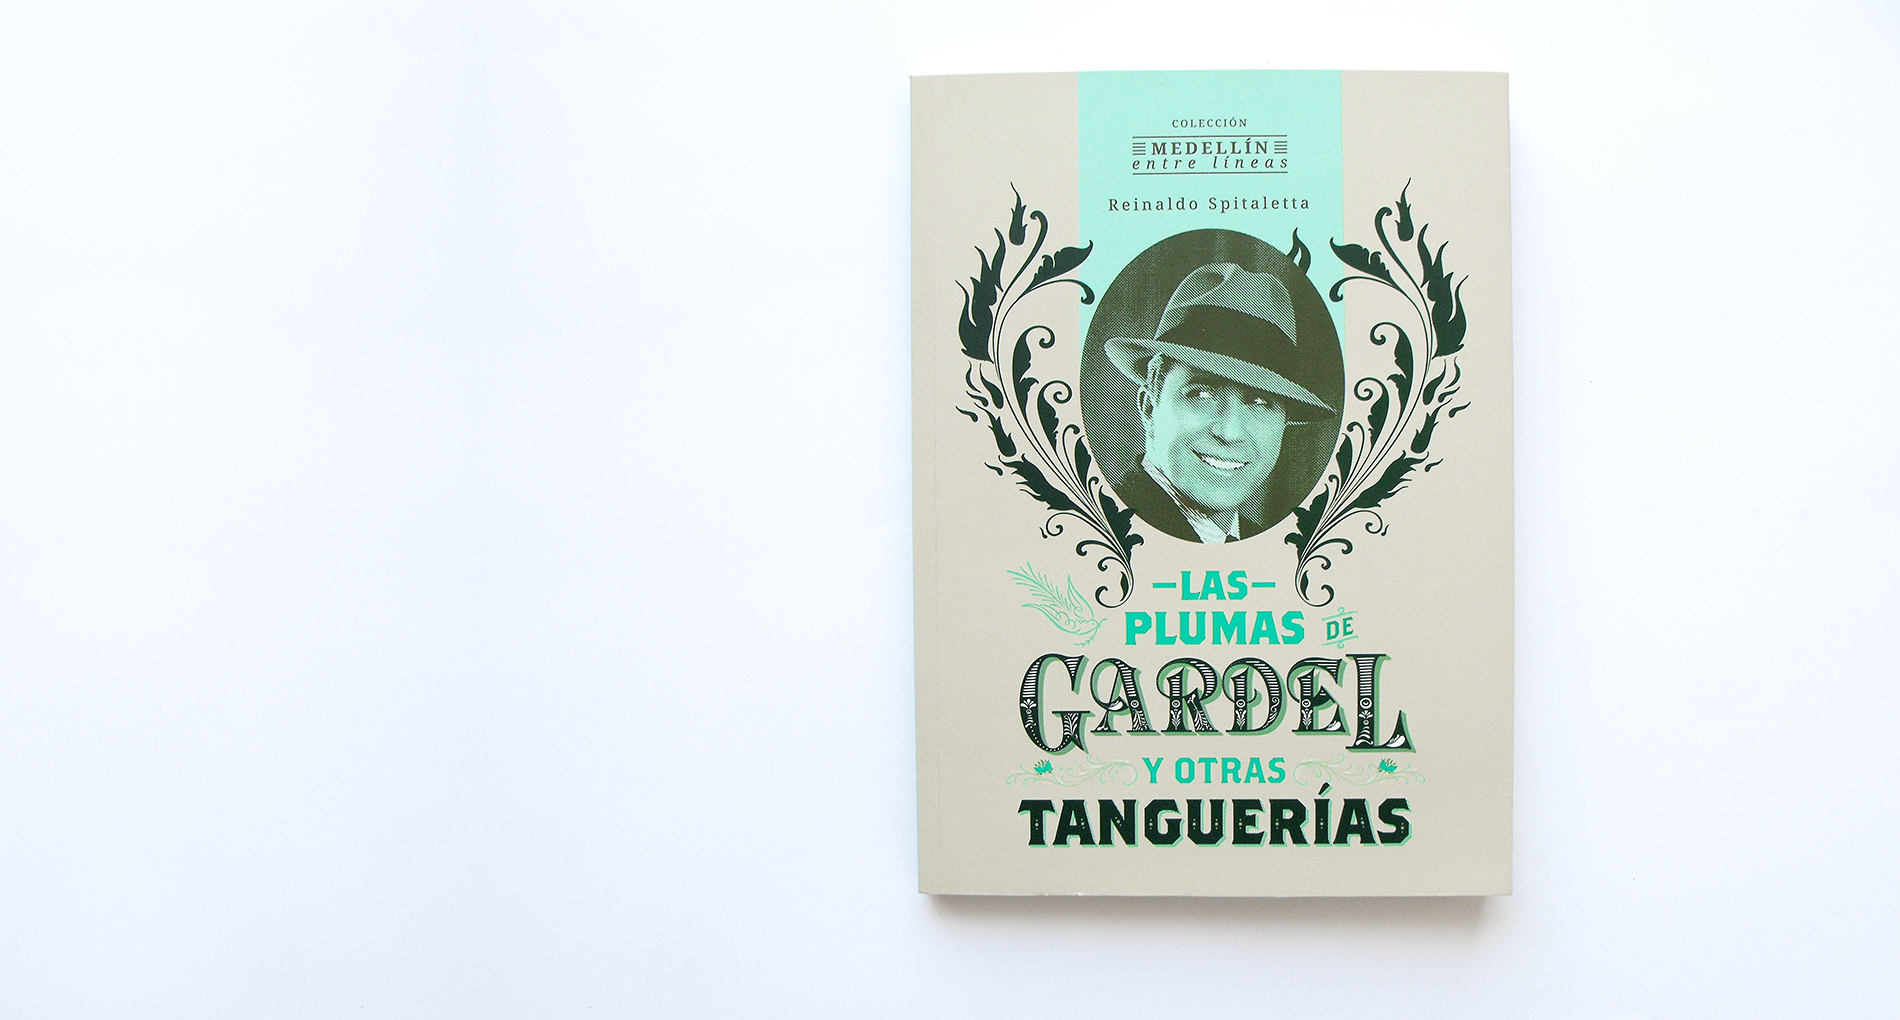 COLECCIÓN
MEDELLÍN
entre líneas
Reinaldo Spitaletta
–LAS–
PLUMAS DE
GARDEL
Y OTRAS
TANGUERÍAS